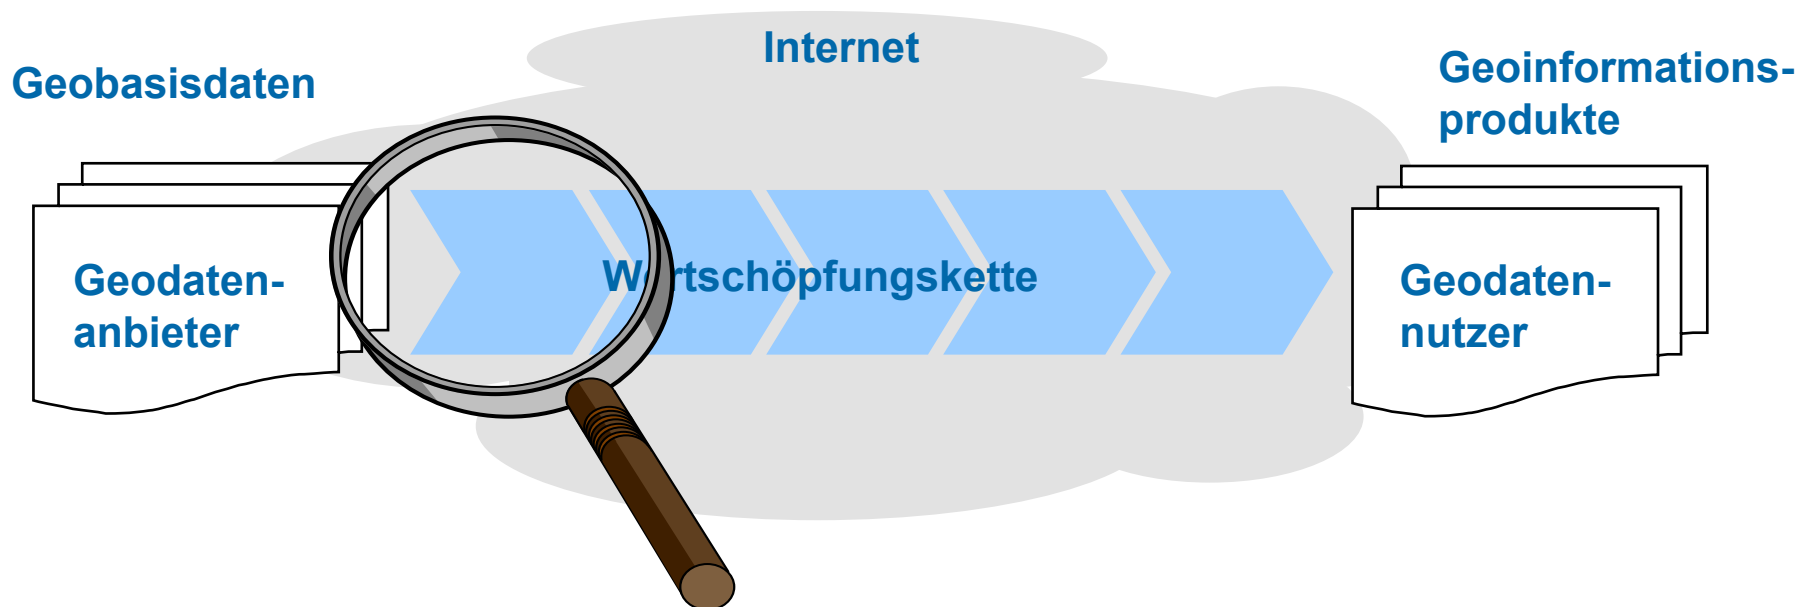 Internet
Geobasisdaten
Geoinformations-
produkte
Geodaten-
anbieter
Wertschöpfungskette
Geodaten-
nutzer